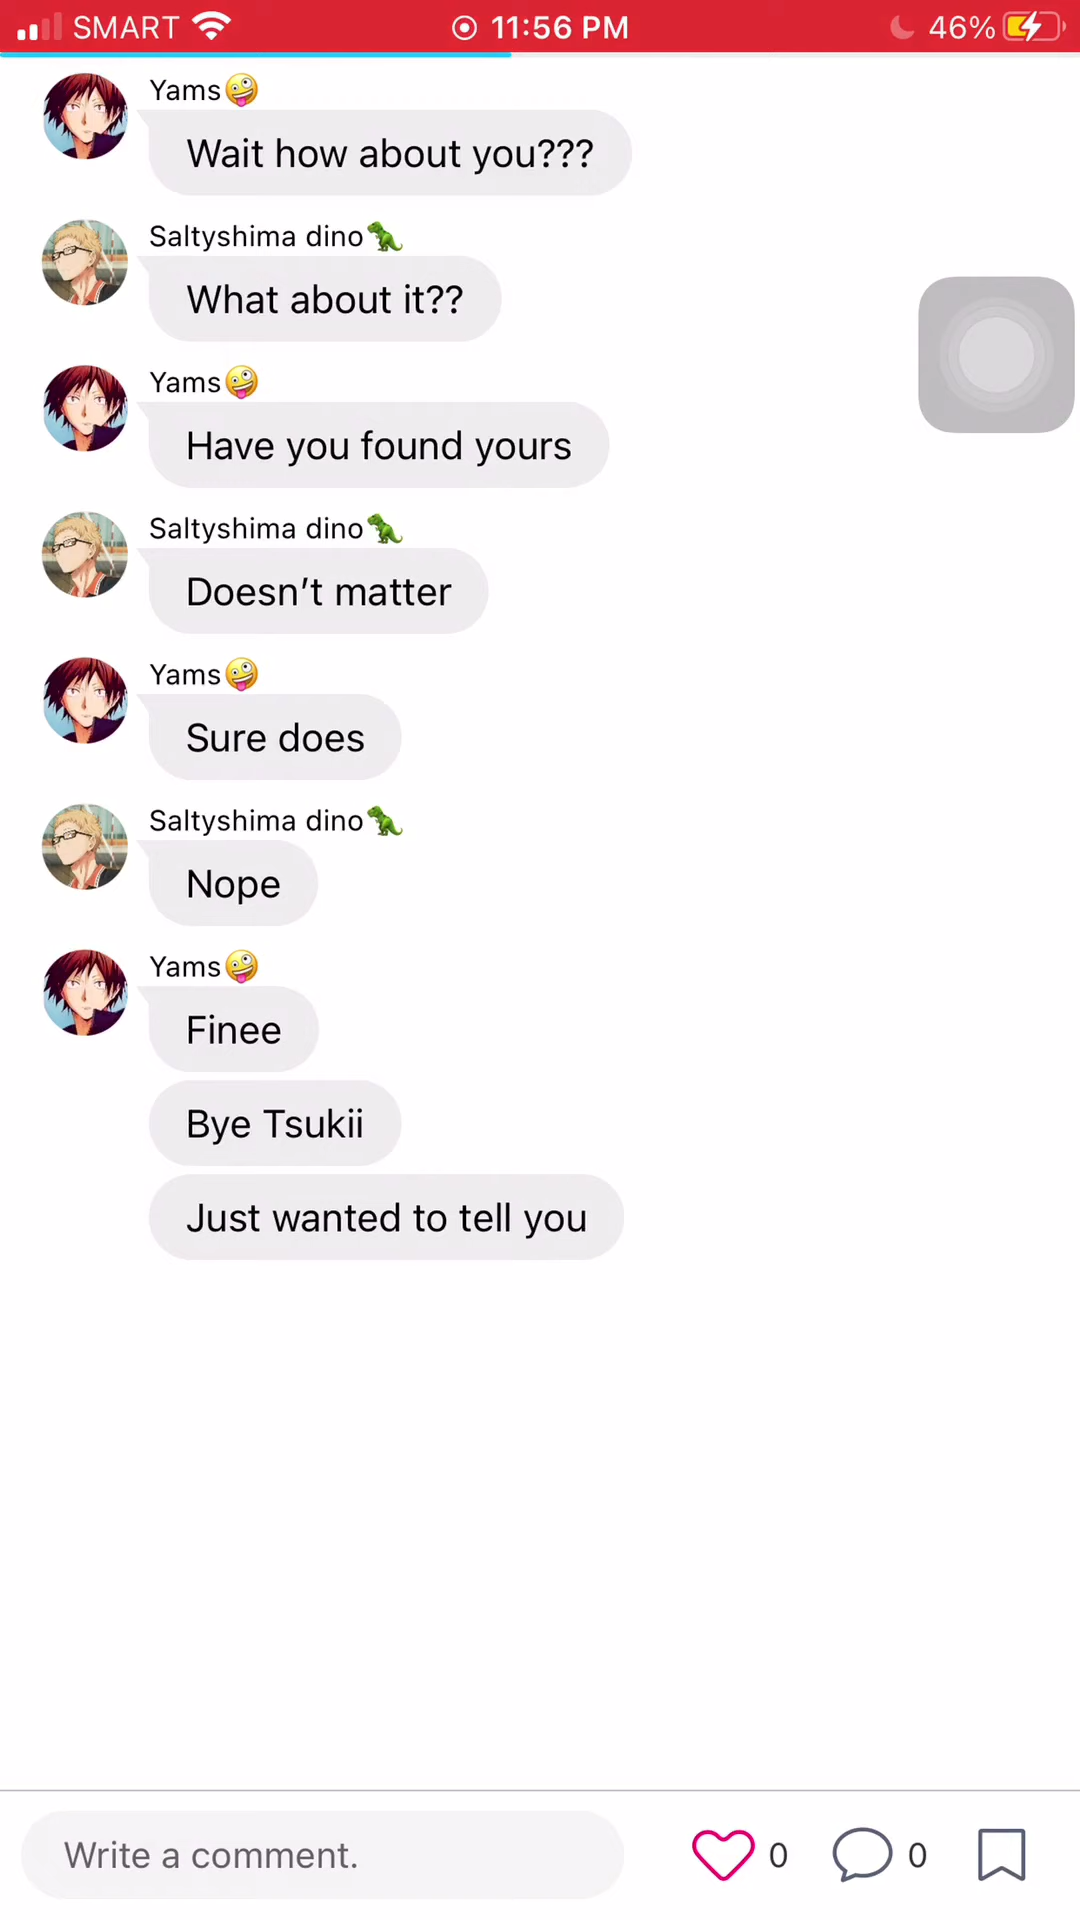 SMART 11:56 PM 46%
Yams🤪
Wait how about you???
Saltyshima dino🦖
What about it??
Yams🤪
Have you found yours
Saltyshima dino🦖
Doesn't matter
Yams🤪
Sure does
Saltyshima dino🦖
Nope
Yams🤪
Finee
Bye Tsukii
Just wanted to tell you
Write a comment. 0 0